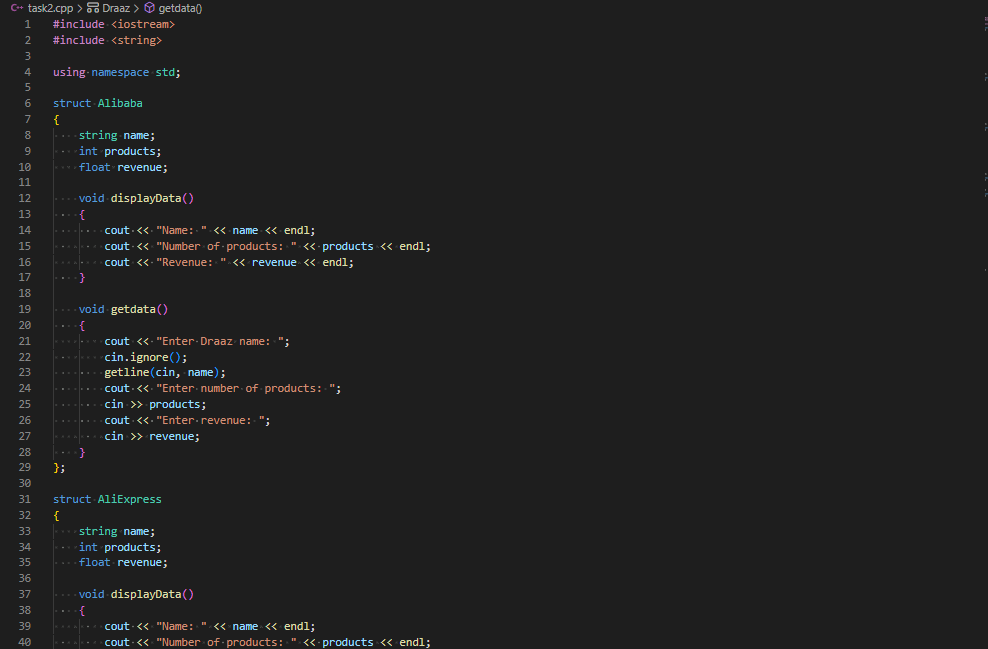 task2.cpp > Draaz > getdata()
1 #include <iostream>
2 #include <string>
3
4 using namespace std;
5
6 struct Alibaba
7 {
8     string name;
9     int products;
10     float revenue;
11
12     void displayData()
13     {
14         cout << "Name: " << name << endl;
15         cout << "Number of products: " << products << endl;
16         cout << "Revenue: " << revenue << endl;
17     }
18
19     void getdata()
20     {
21         cout << "Enter Draaz name: ";
22         cin.ignore();
23         getline(cin, name);
24         cout << "Enter number of products: ";
25         cin >> products;
26         cout << "Enter revenue: ";
27         cin >> revenue;
28     }
29 };
30
31 struct AliExpress
32 {
33     string name;
34     int products;
35     float revenue;
36
37     void displayData()
38     {
39         cout << "Name: " << name << endl;
40         cout << "Number of products: " << products << endl;